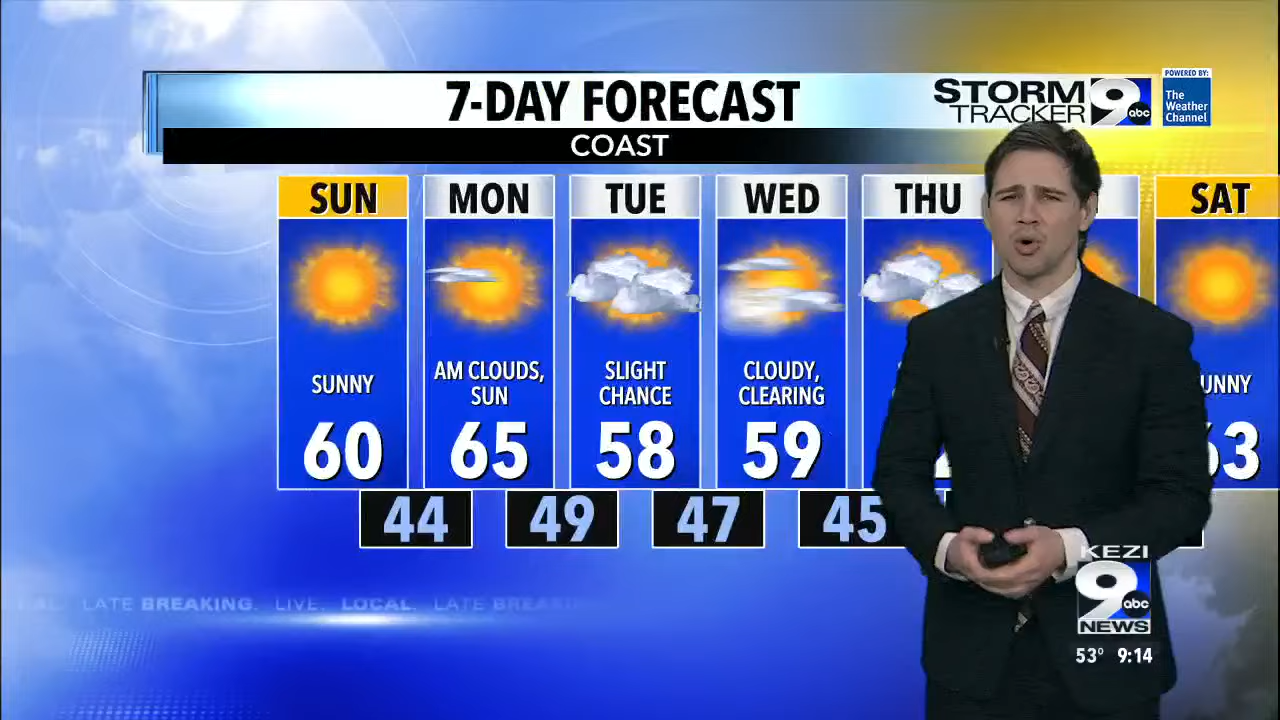 7-DAY FORECAST
STORM
TRACKER
9
abc
POWERED BY:
The
Weather
Channel
COAST
SUN
MON
TUE
WED
THU
SAT
SUNNY
AM CLOUDS,
SUN
SLIGHT
CHANCE
CLOUDY,
CLEARING
60
65
58
59
63
44
49
47
45
LATE BREAKING. LIVE. LOCAL. LATE
KEZI
9
abc
NEWS
53° 9:14